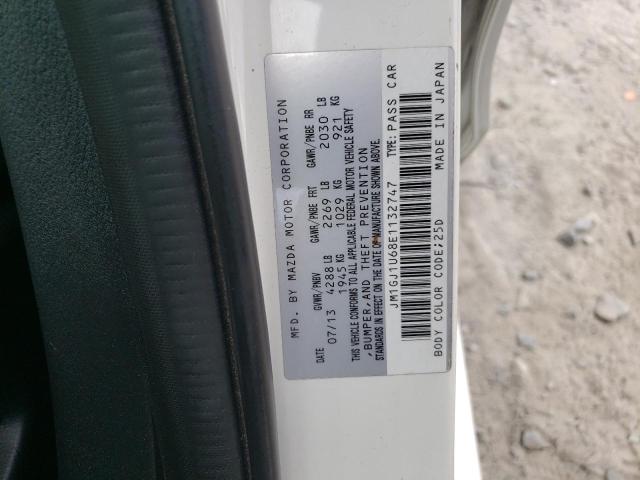 MFD. BY MAZDA MOTOR CORPORATION
GVWR/PNBV GAWR/PNBE FRT GAWR/PNBE RR
DATE 07/13 4288 LB 2269 LB 2030 LB
1945 KG 1029 KG 921 KG
THIS VEHICLE CONFORMS TO ALL APPLICABLE FEDERAL MOTOR VEHICLE SAFETY
,BUMPER,AND THEFT PREVENTION
STANDARDS IN EFFECT ON THE DATE OF MANUFACTURE SHOWN ABOVE.
JM1GJ1U68E1132747 TYPE: PASS CAR
BODY COLOR CODE;25D MADE IN JAPAN